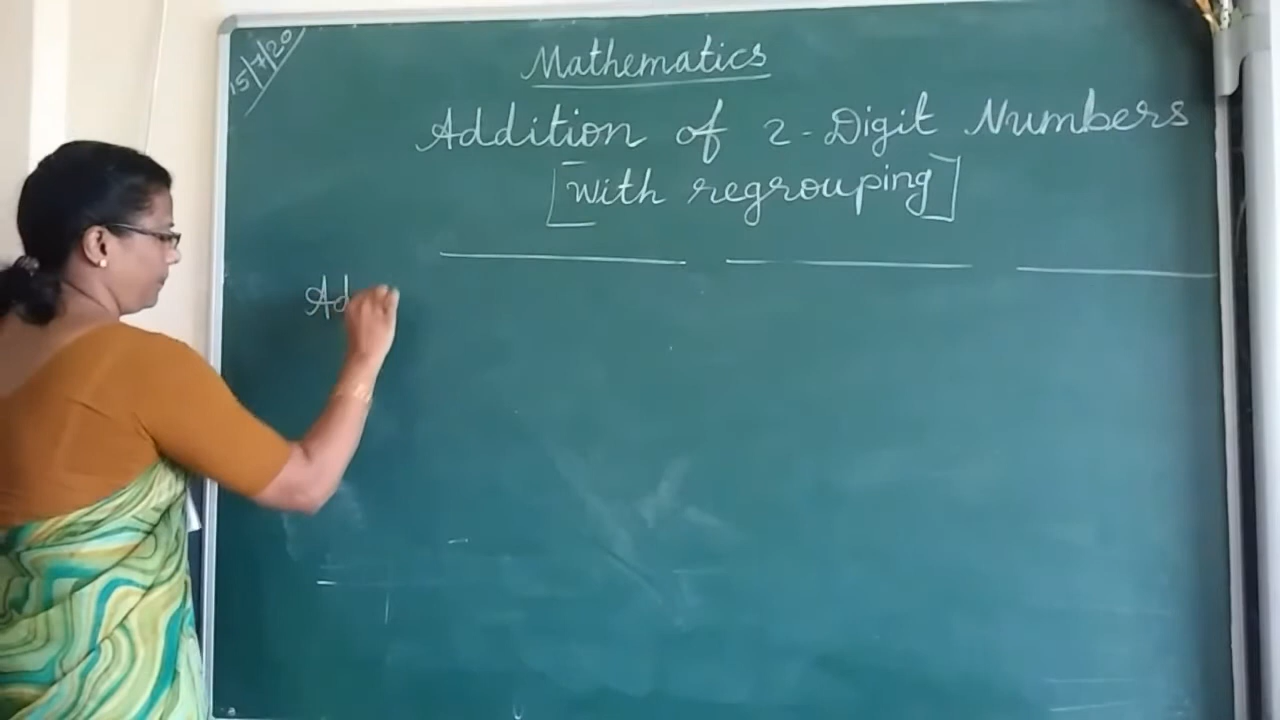 15/7/20
Mathematics
Addition of 2-Digit Numbers
[With regrouping]
Ad